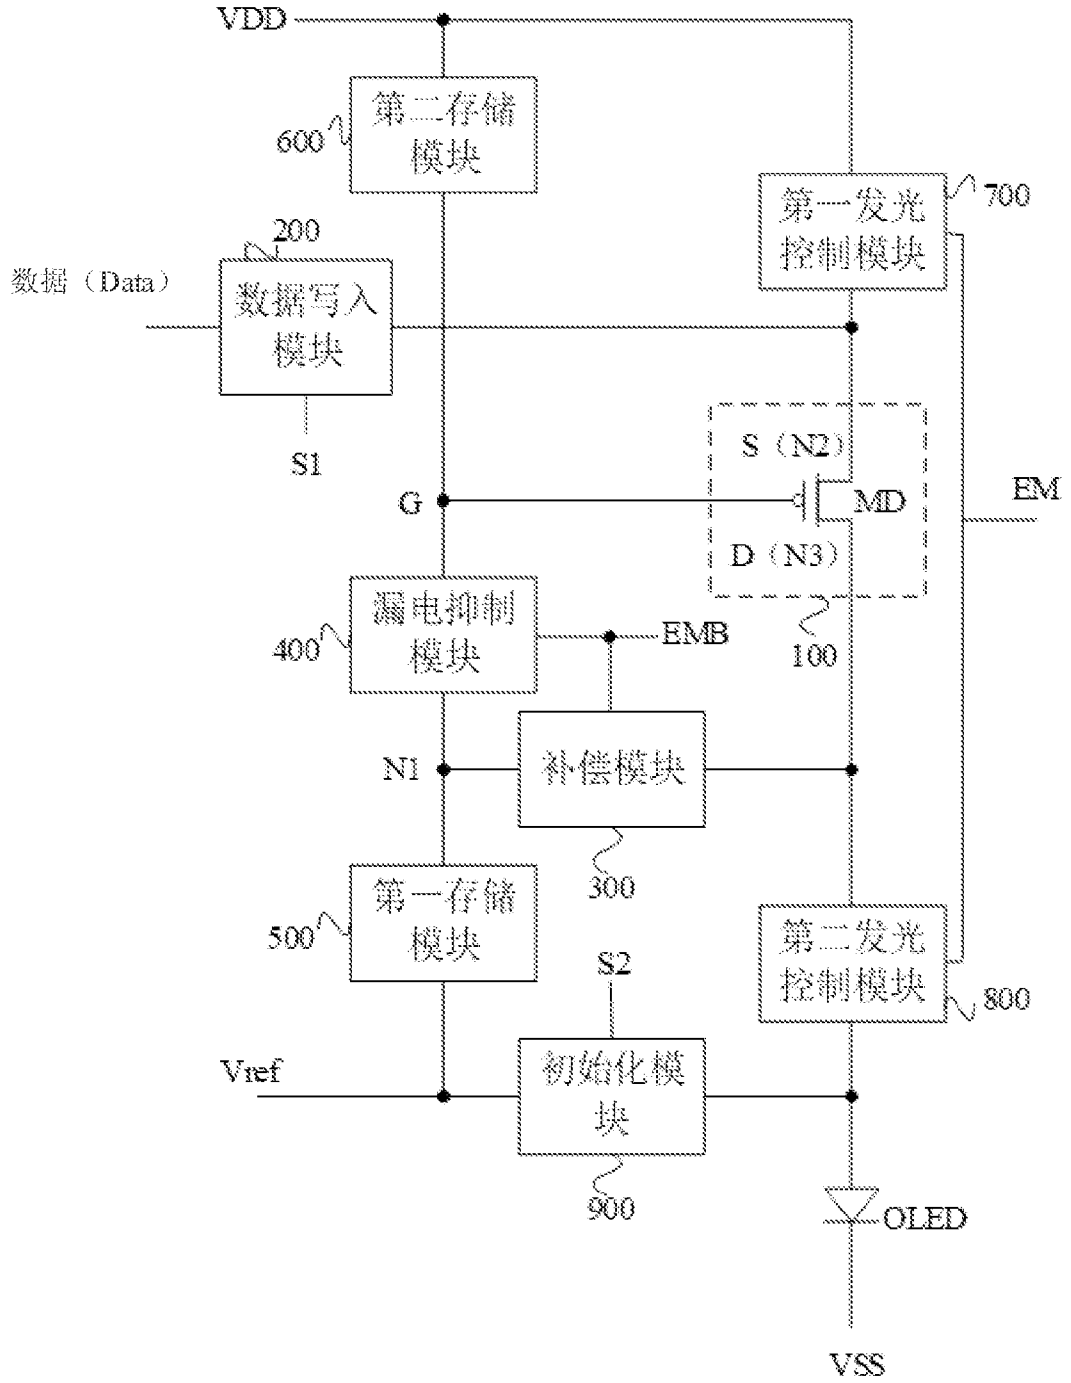 VDD
第二存储
模块
600
第一发光
控制模块
700
200
数据（Data）
数据写入
模块
S1
S（N2）
G
MD
EM
D（N3）
漏电抑制
模块
400
EMB
100
N1
补偿模块
300
第一存储
模块
500
第二发光
控制模块
800
S2
Vref
初始化模
块
900
OLED
VSS